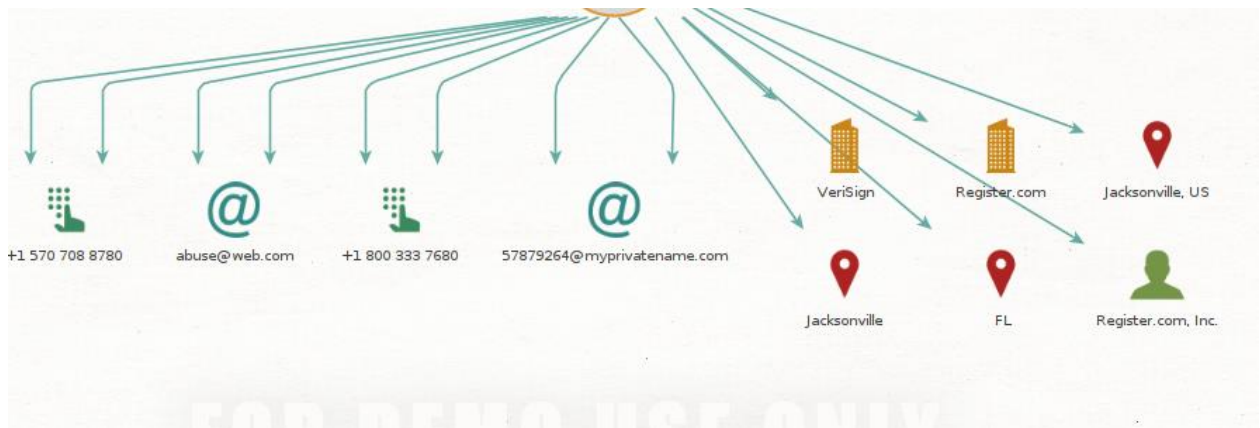 VeriSign
Register.com
Jacksonville, US
+1 570 708 8780
abuse@web.com
+1 800 333 7680
57879264@myprivatename.com
Jacksonville
FL
Register.com, Inc.
FOR DEMO USE ONLY